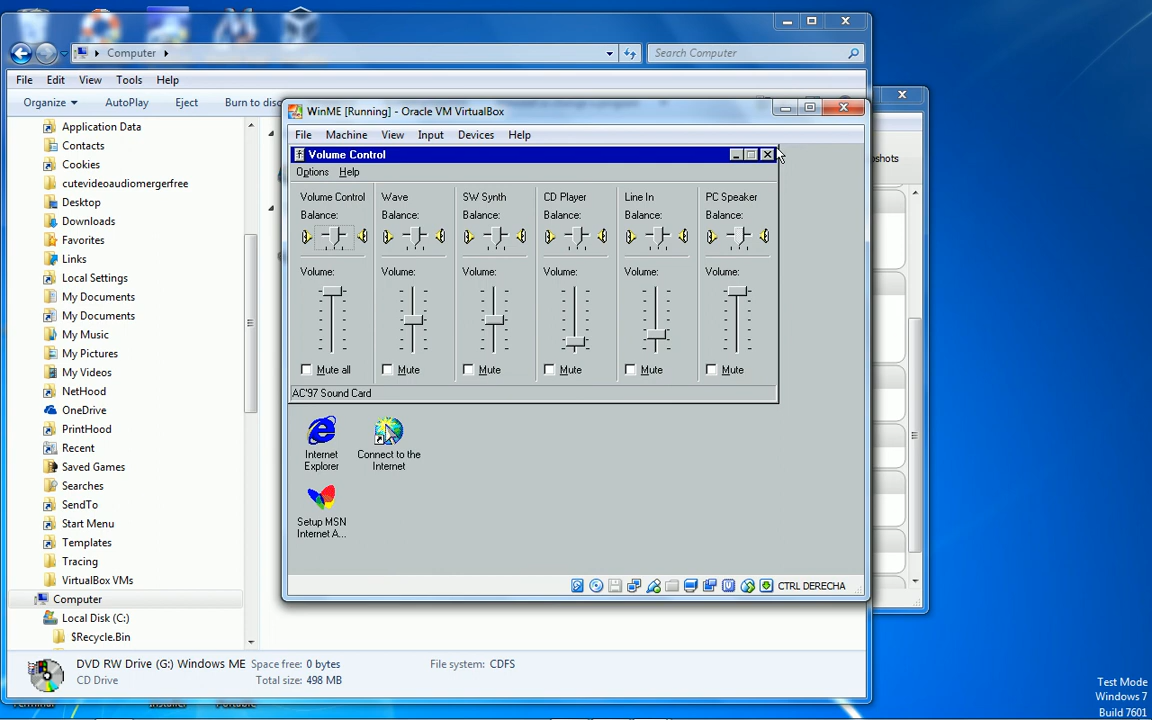 Computer
Search Computer
File Edit View Tools Help
Organize AutoPlay Eject Burn to disc
Application Data
Contacts
Cookies
cutevideoaudiomergerfree
Desktop
Downloads
Favorites
Links
Local Settings
My Documents
My Documents
My Music
My Pictures
My Videos
NetHood
OneDrive
PrintHood
Recent
Saved Games
Searches
SendTo
Start Menu
Templates
Tracing
VirtualBox VMs
Computer
Local Disk (C:)
$Recycle.Bin
DVD RW Drive (G:) Windows ME Space free: 0 bytes File system: CDFS
CD Drive Total size: 498 MB
WinME [Running] - Oracle VM VirtualBox
File Machine View Input Devices Help
Volume Control
Options Help
Volume Control Wave SW Synth CD Player Line In PC Speaker
Balance: Balance: Balance: Balance: Balance: Balance:
Volume: Volume: Volume: Volume: Volume: Volume:
Mute all Mute Mute Mute Mute Mute
AC'97 Sound Card
Internet
Explorer
Connect to the
Internet
Setup MSN
Internet A...
CTRL DERECHA
Test Mode
Windows 7
Build 7601